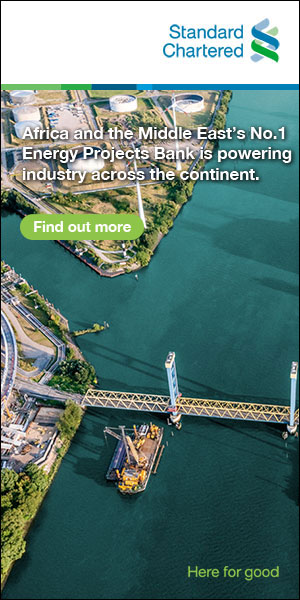 Standard
Chartered
Africa and the Middle East's No.1
Energy Projects Bank is powering
industry across the continent.
Find out more
Here for good